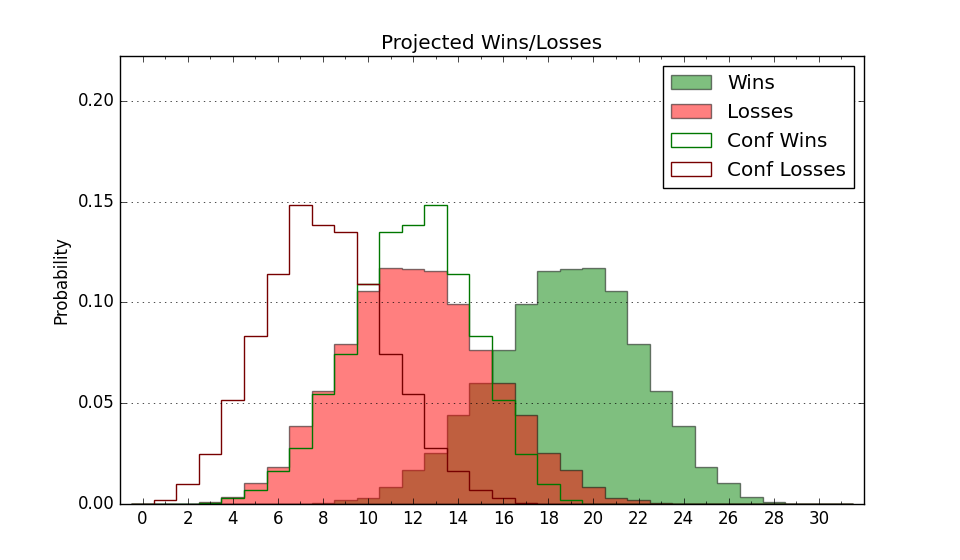 Projected Wins/Losses
Wins
Losses
Conf Wins
Conf Losses
Probability
0.20
0.15
0.10
0.05
0.00
0 2 4 6 8 10 12 14 16 18 20 22 24 26 28 30